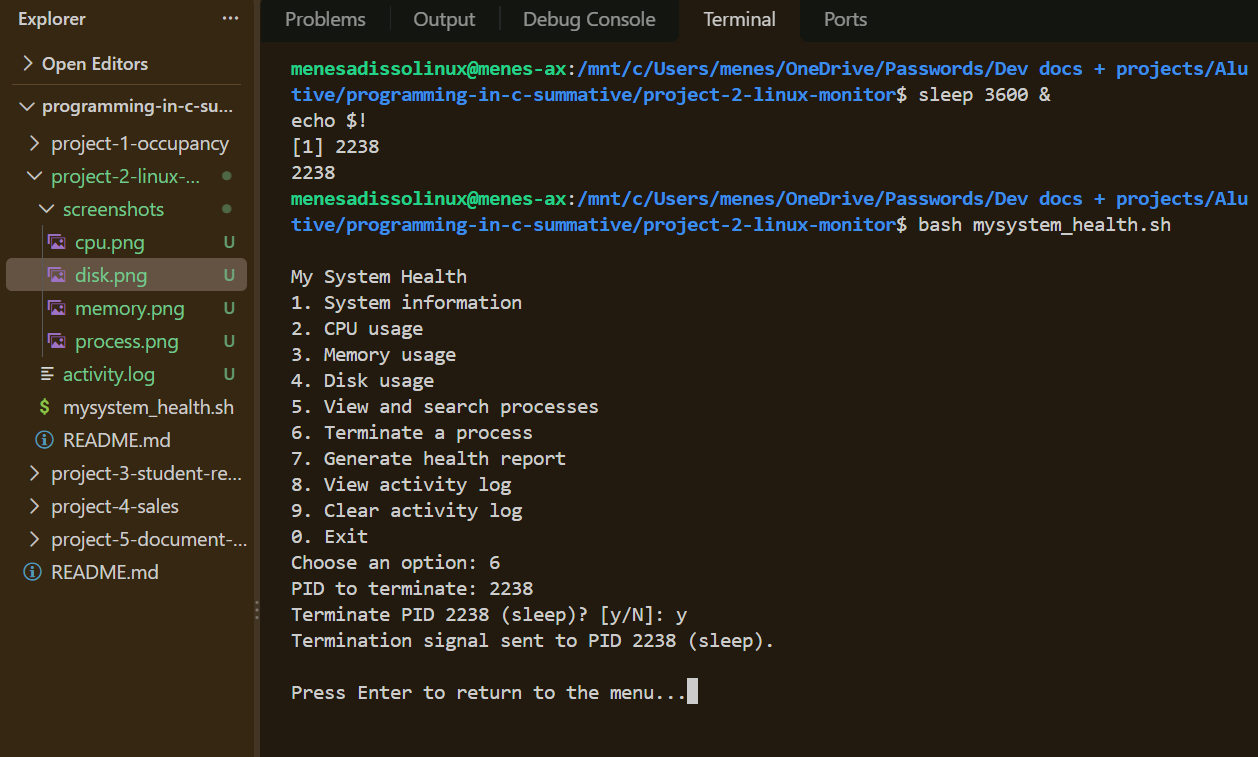 Explorer ...
Open Editors
programming-in-c-su...
project-1-occupancy
project-2-linux-...
screenshots
cpu.png U
disk.png U
memory.png U
process.png U
activity.log U
$ mysystem_health.sh
README.md
project-3-student-re...
project-4-sales
project-5-document-...
README.md
Problems Output Debug Console Terminal Ports
menesadissolinux@menes-ax:/mnt/c/Users/menes/OneDrive/Passwords/Dev docs + projects/Alu
tive/programming-in-c-summative/project-2-linux-monitor$ sleep 3600 &
echo $!
[1] 2238
2238
menesadissolinux@menes-ax:/mnt/c/Users/menes/OneDrive/Passwords/Dev docs + projects/Alu
tive/programming-in-c-summative/project-2-linux-monitor$ bash mysystem_health.sh
My System Health
1. System information
2. CPU usage
3. Memory usage
4. Disk usage
5. View and search processes
6. Terminate a process
7. Generate health report
8. View activity log
9. Clear activity log
0. Exit
Choose an option: 6
PID to terminate: 2238
Terminate PID 2238 (sleep)? [y/N]: y
Termination signal sent to PID 2238 (sleep).
Press Enter to return to the menu...